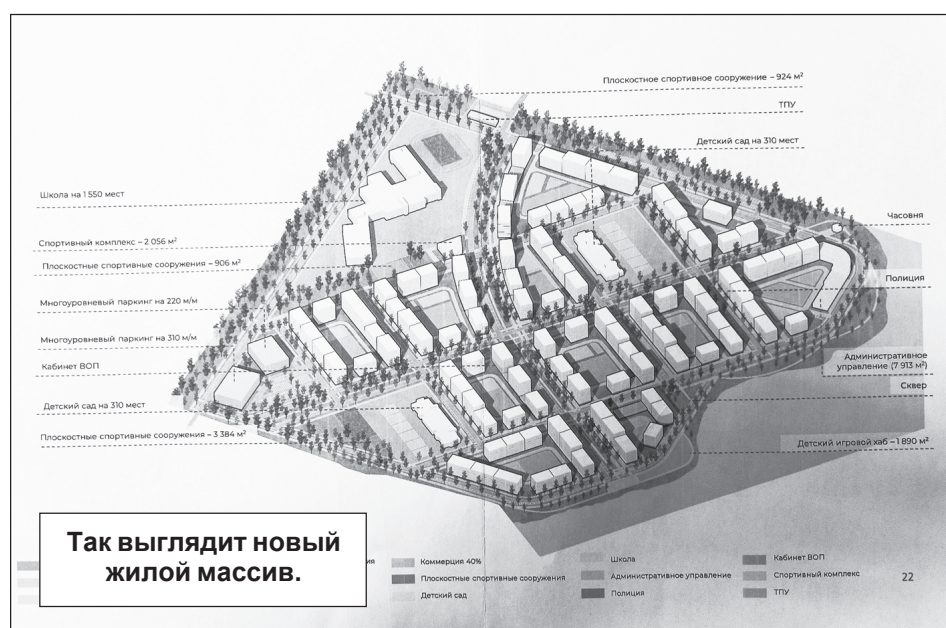 Плоскостное спортивное сооружение – 924 м²
ТПУ
Детский сад на 310 мест
Школа на 1 550 мест
Часовня
Спортивный комплекс – 2 056 м²
Плоскостные спортивные сооружения – 906 м²
Полиция
Многоуровневый паркинг на 220 м/м
Многоуровневый паркинг на 310 м/м
Кабинет ВОП
Административное
управление (7 913 м²)
Сквер
Детский сад на 310 мест
Плоскостные спортивные сооружения – 3 384 м²
Детский игровой хаб – 1 890 м²
Так выглядит новый
жилой массив.
Коммерция 40%
Плоскостные спортивные сооружения
Детский сад
Школа
Административное управление
Полиция
Кабинет ВОП
Спортивный комплекс
ТПУ
22